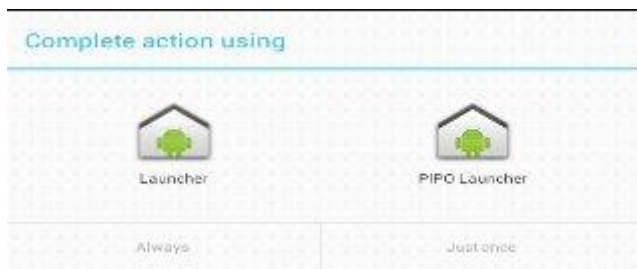 Complete action using
Launcher PIPO Launcher
Always Just once